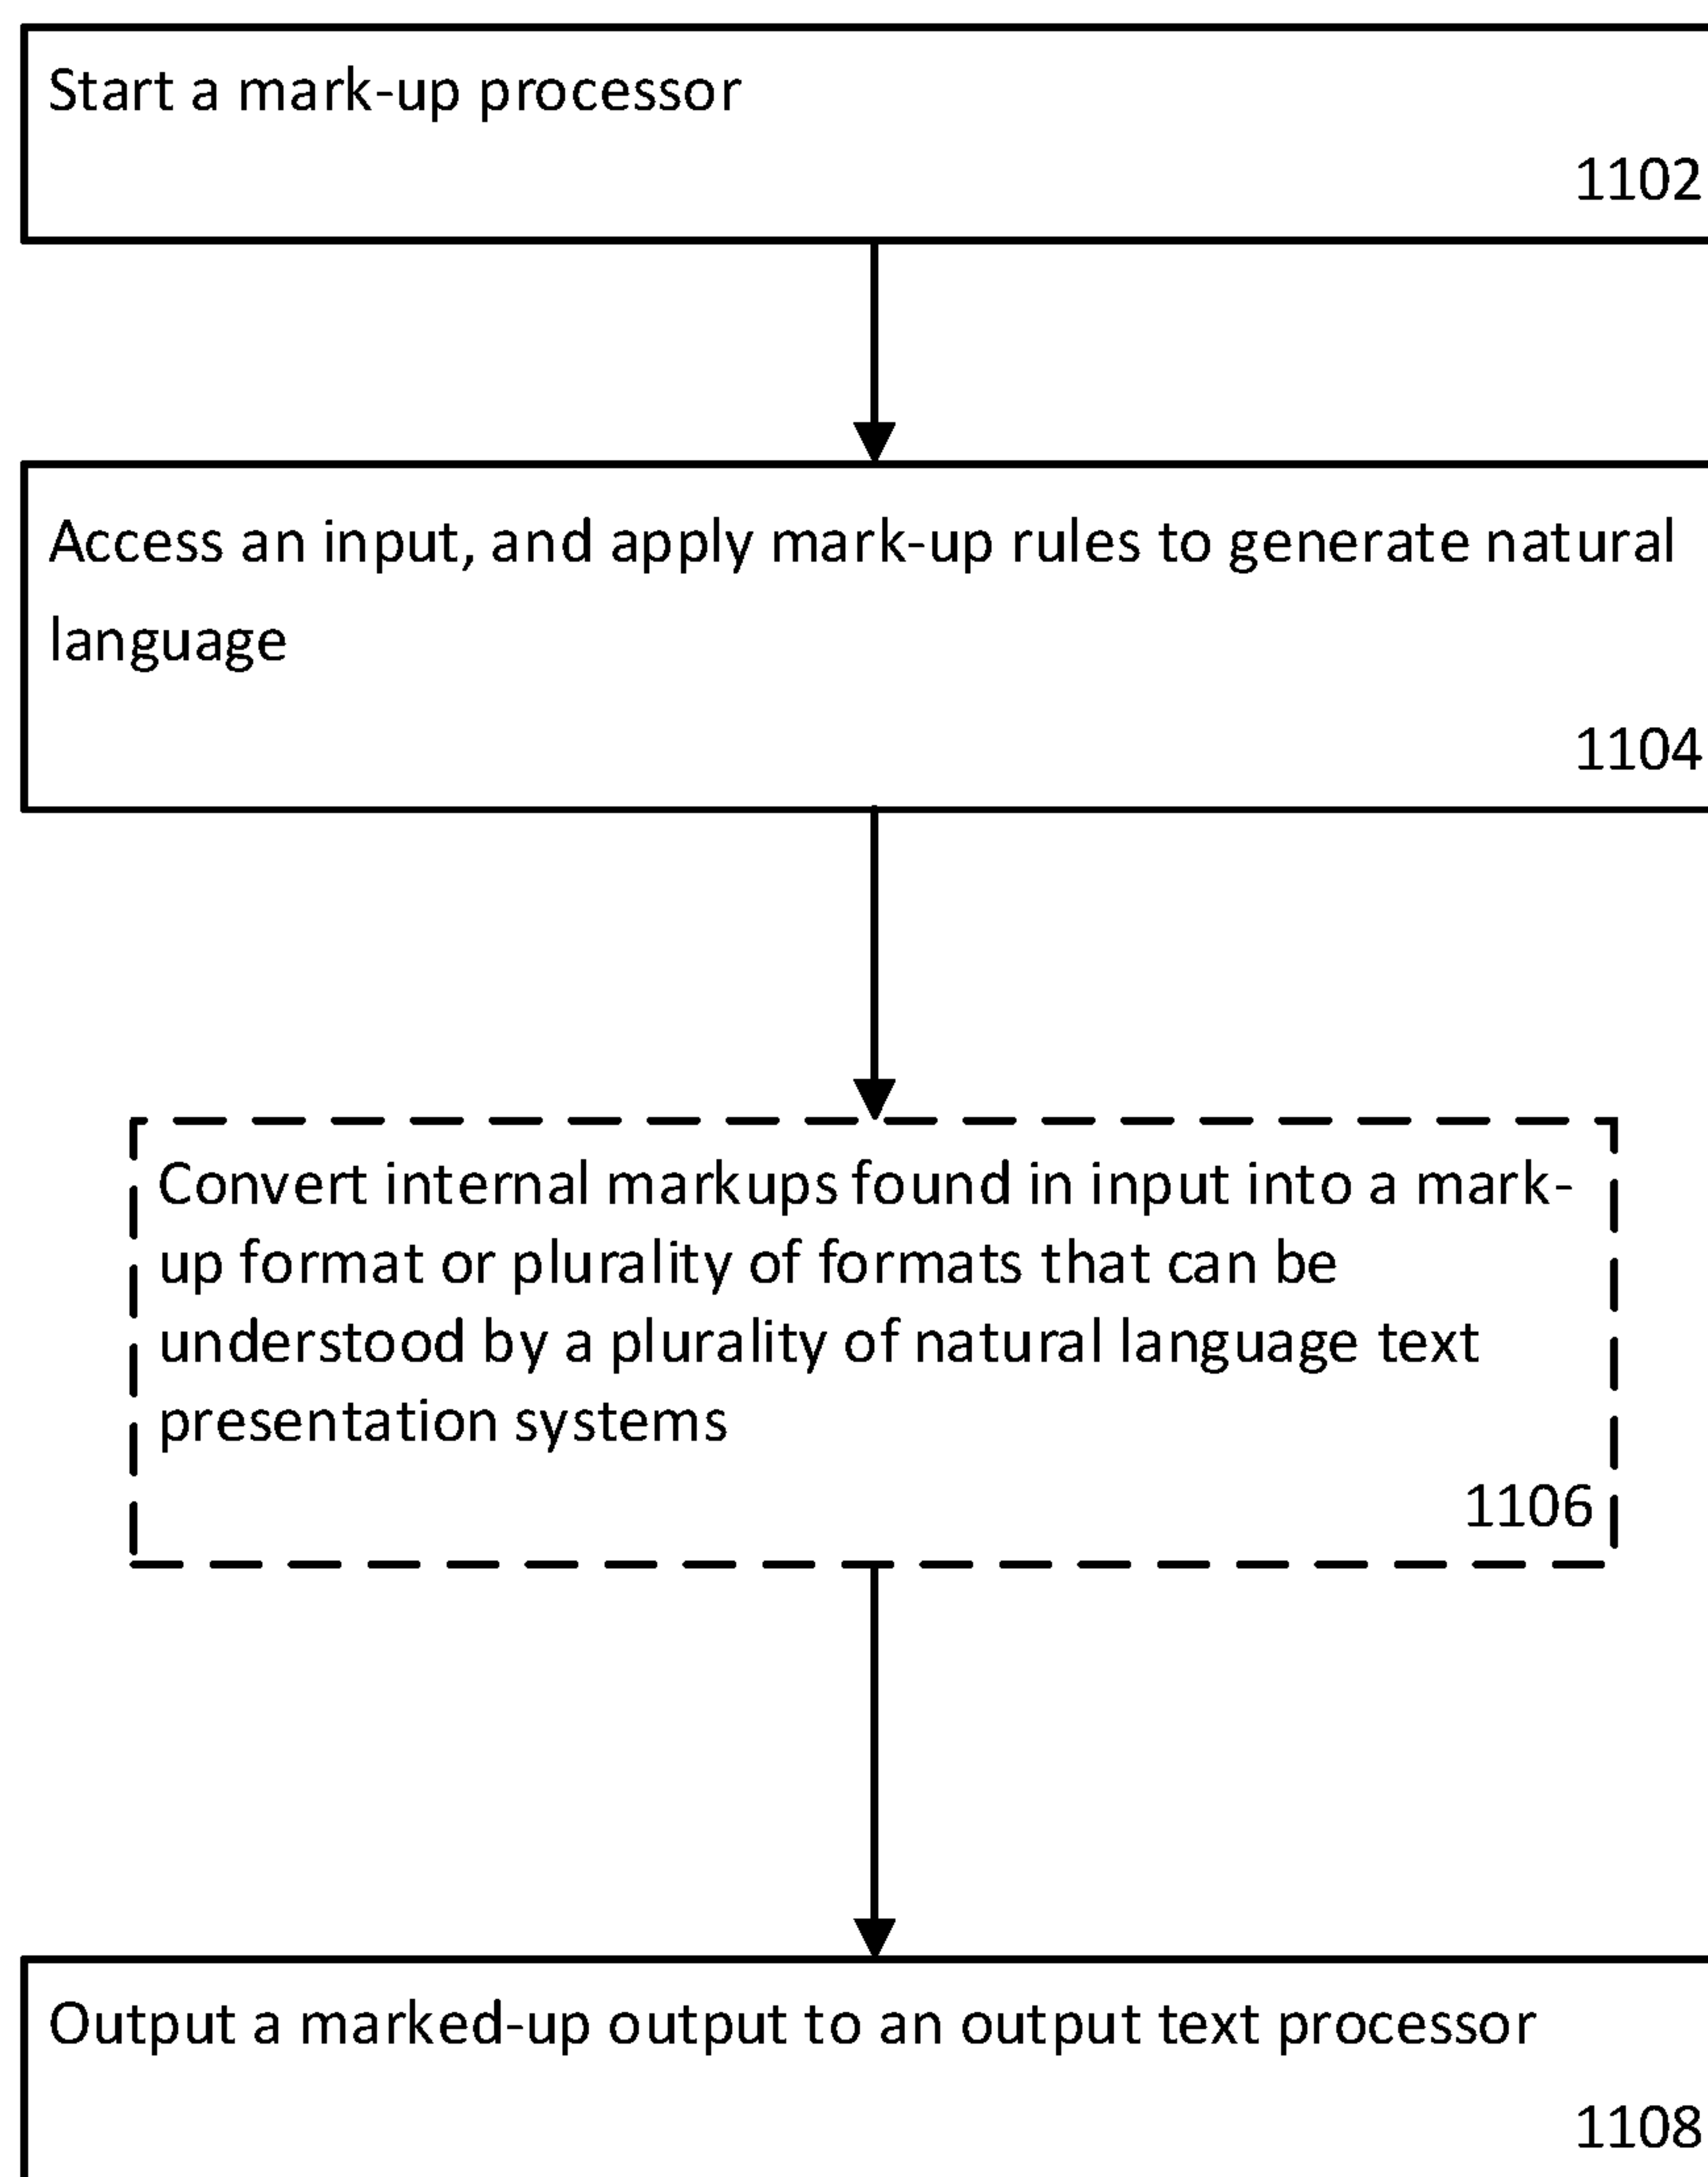 Start a mark-up processor
1102
Access an input, and apply mark-up rules to generate natural
language
1104
Convert internal markups found in input into a mark-
up format or plurality of formats that can be
understood by a plurality of natural language text
presentation systems
1106
Output a marked-up output to an output text processor
1108